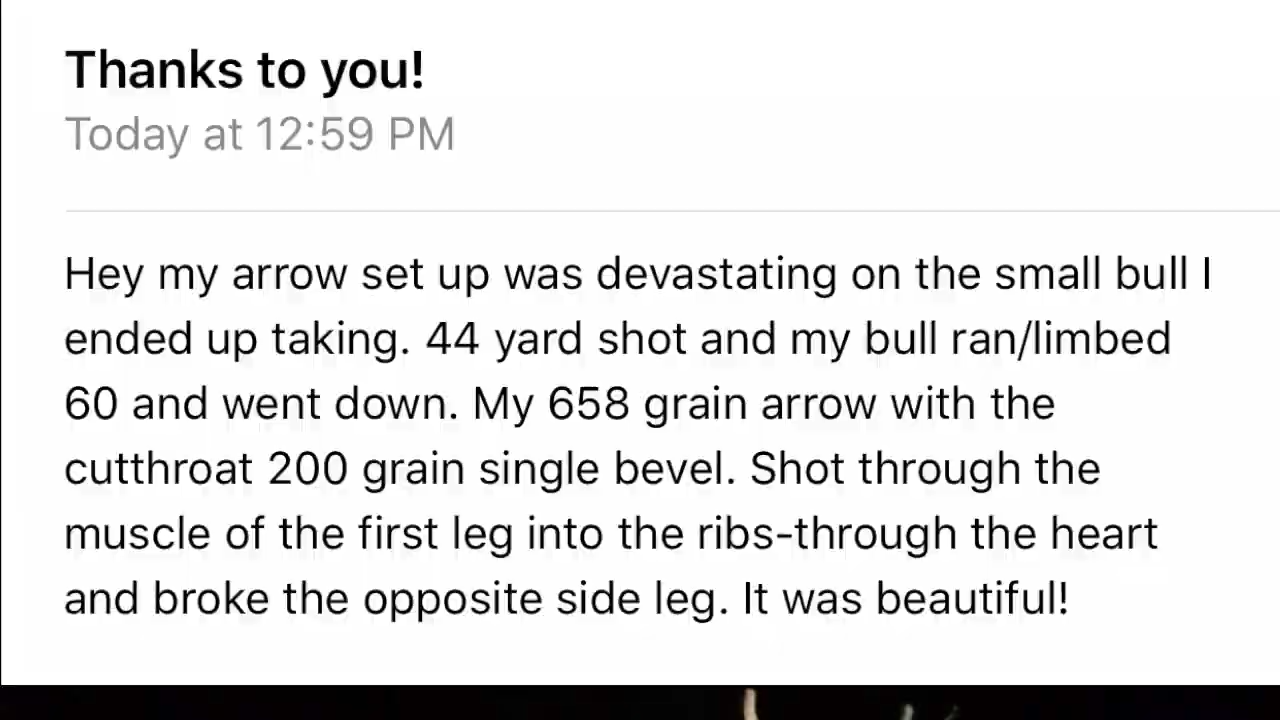 Thanks to you!
Today at 12:59 PM
Hey my arrow set up was devastating on the small bull I
ended up taking. 44 yard shot and my bull ran/limbed
60 and went down. My 658 grain arrow with the
cutthroat 200 grain single bevel. Shot through the
muscle of the first leg into the ribs-through the heart
and broke the opposite side leg. It was beautiful!